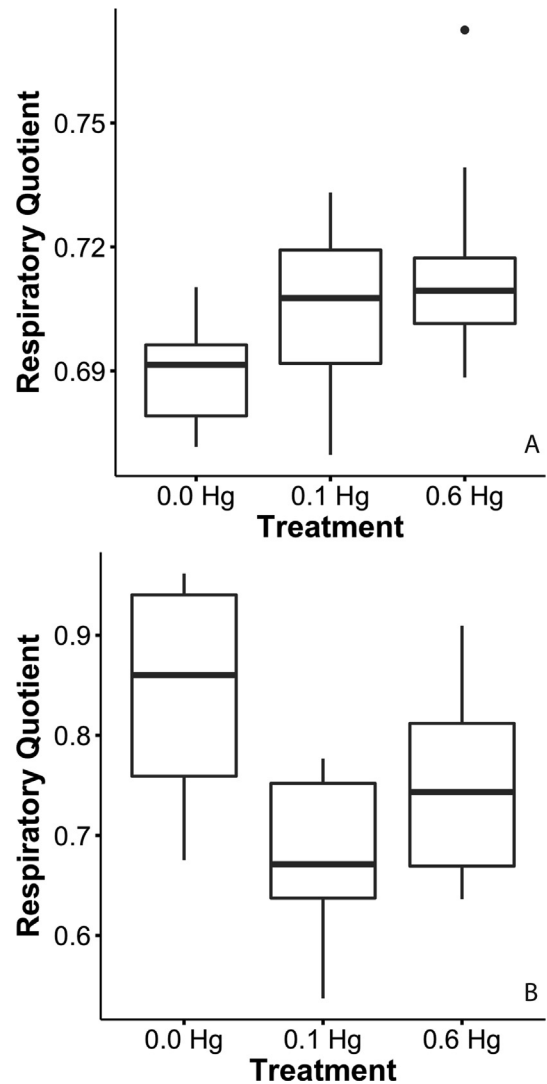 Respiratory Quotient
0.75
0.72
0.69
A
0.0 Hg 0.1 Hg 0.6 Hg
Treatment
Respiratory Quotient
0.9
0.8
0.7
0.6
B
0.0 Hg 0.1 Hg 0.6 Hg
Treatment